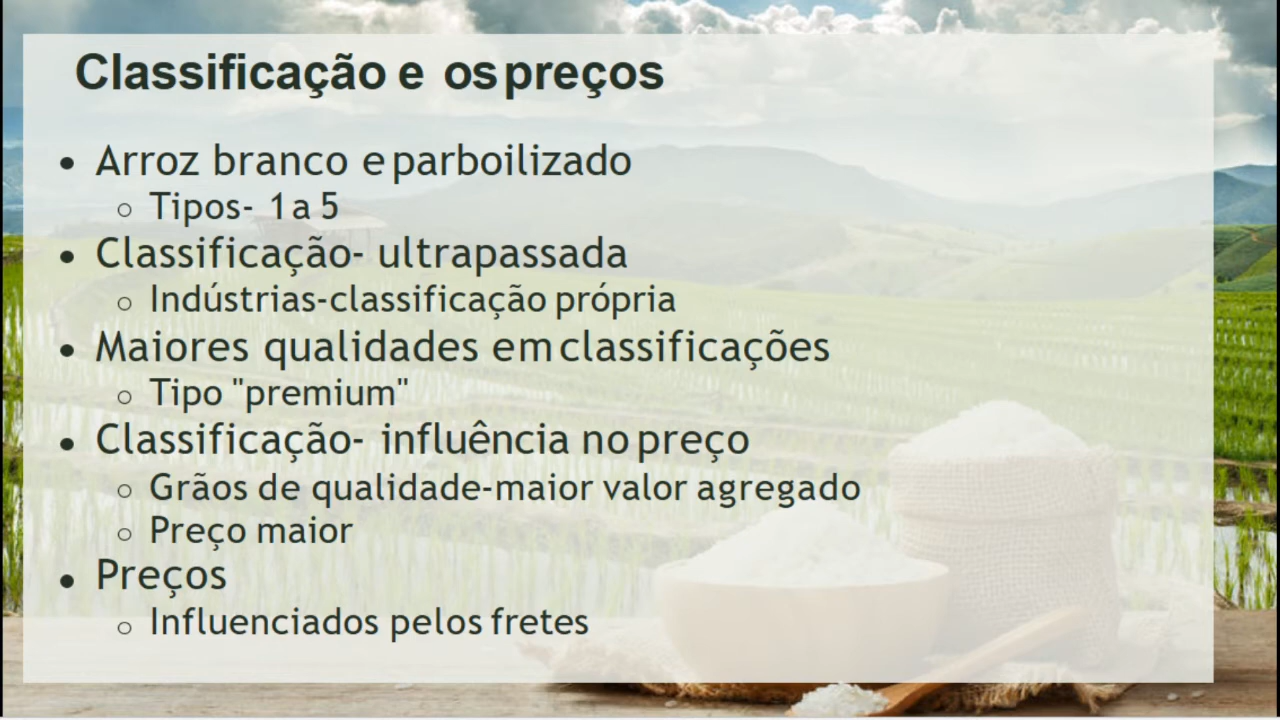 Classificação e os preços
• Arroz branco e parboilizado
○ Tipos- 1 a 5
• Classificação- ultrapassada
○ Indústrias-classificação própria
• Maiores qualidades em classificações
○ Tipo "premium"
• Classificação- influência no preço
○ Grãos de qualidade-maior valor agregado
○ Preço maior
• Preços
○ Influenciados pelos fretes